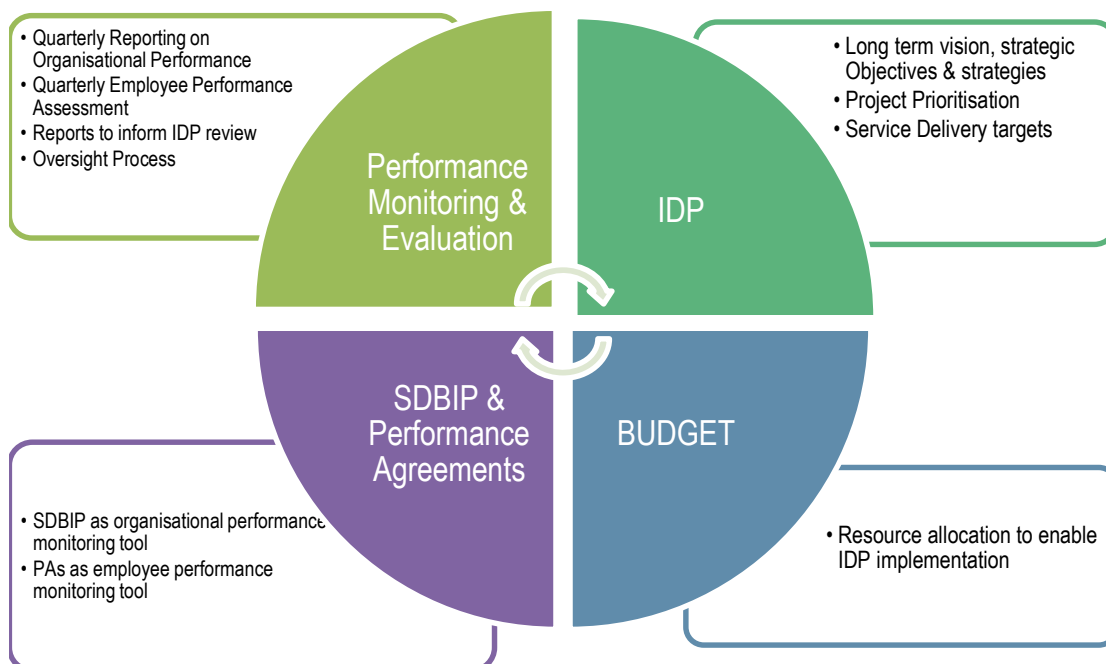 • Quarterly Reporting on
Organisational Performance
• Quarterly Employee Performance
Assessment
• Reports to inform IDP review
• Oversight Process
Performance
Monitoring &
Evaluation
IDP
• Long term vision, strategic
Objectives & strategies
• Project Prioritisation
• Service Delivery targets
SDBIP &
Performance
Agreements
BUDGET
• SDBIP as organisational performance
monitoring tool
• PAs as employee performance
monitoring tool
• Resource allocation to enable
IDP implementation